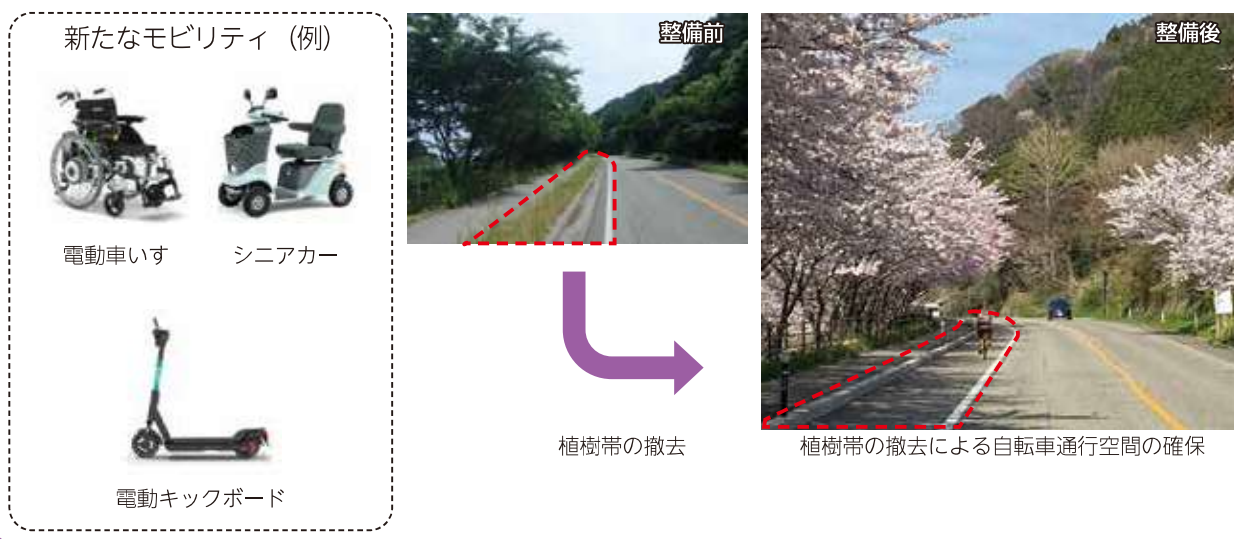 新たなモビリティ（例）
電動車いす
シニアカー
電動キックボード
整備前
植樹帯の撤去
整備後
植樹帯の撤去による自転車通行空間の確保